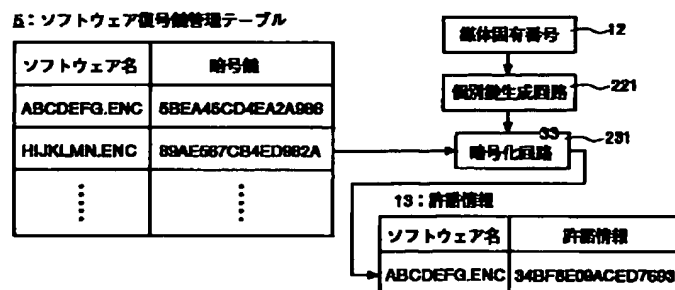 5：ソフトウェア復号鍵管理テーブル
ソフトウェア名 暗号鍵
ABCDEFG.ENC 5BEA45CD4EA2A988
HIJKLMN.ENC 89AE567CB4ED982A
媒体固有番号 12
個別鍵生成回路 221
33
暗号化回路 231
13：許諾情報
ソフトウェア名 許諾情報
ABCDEFG.ENC 34BF8E09ACED7693